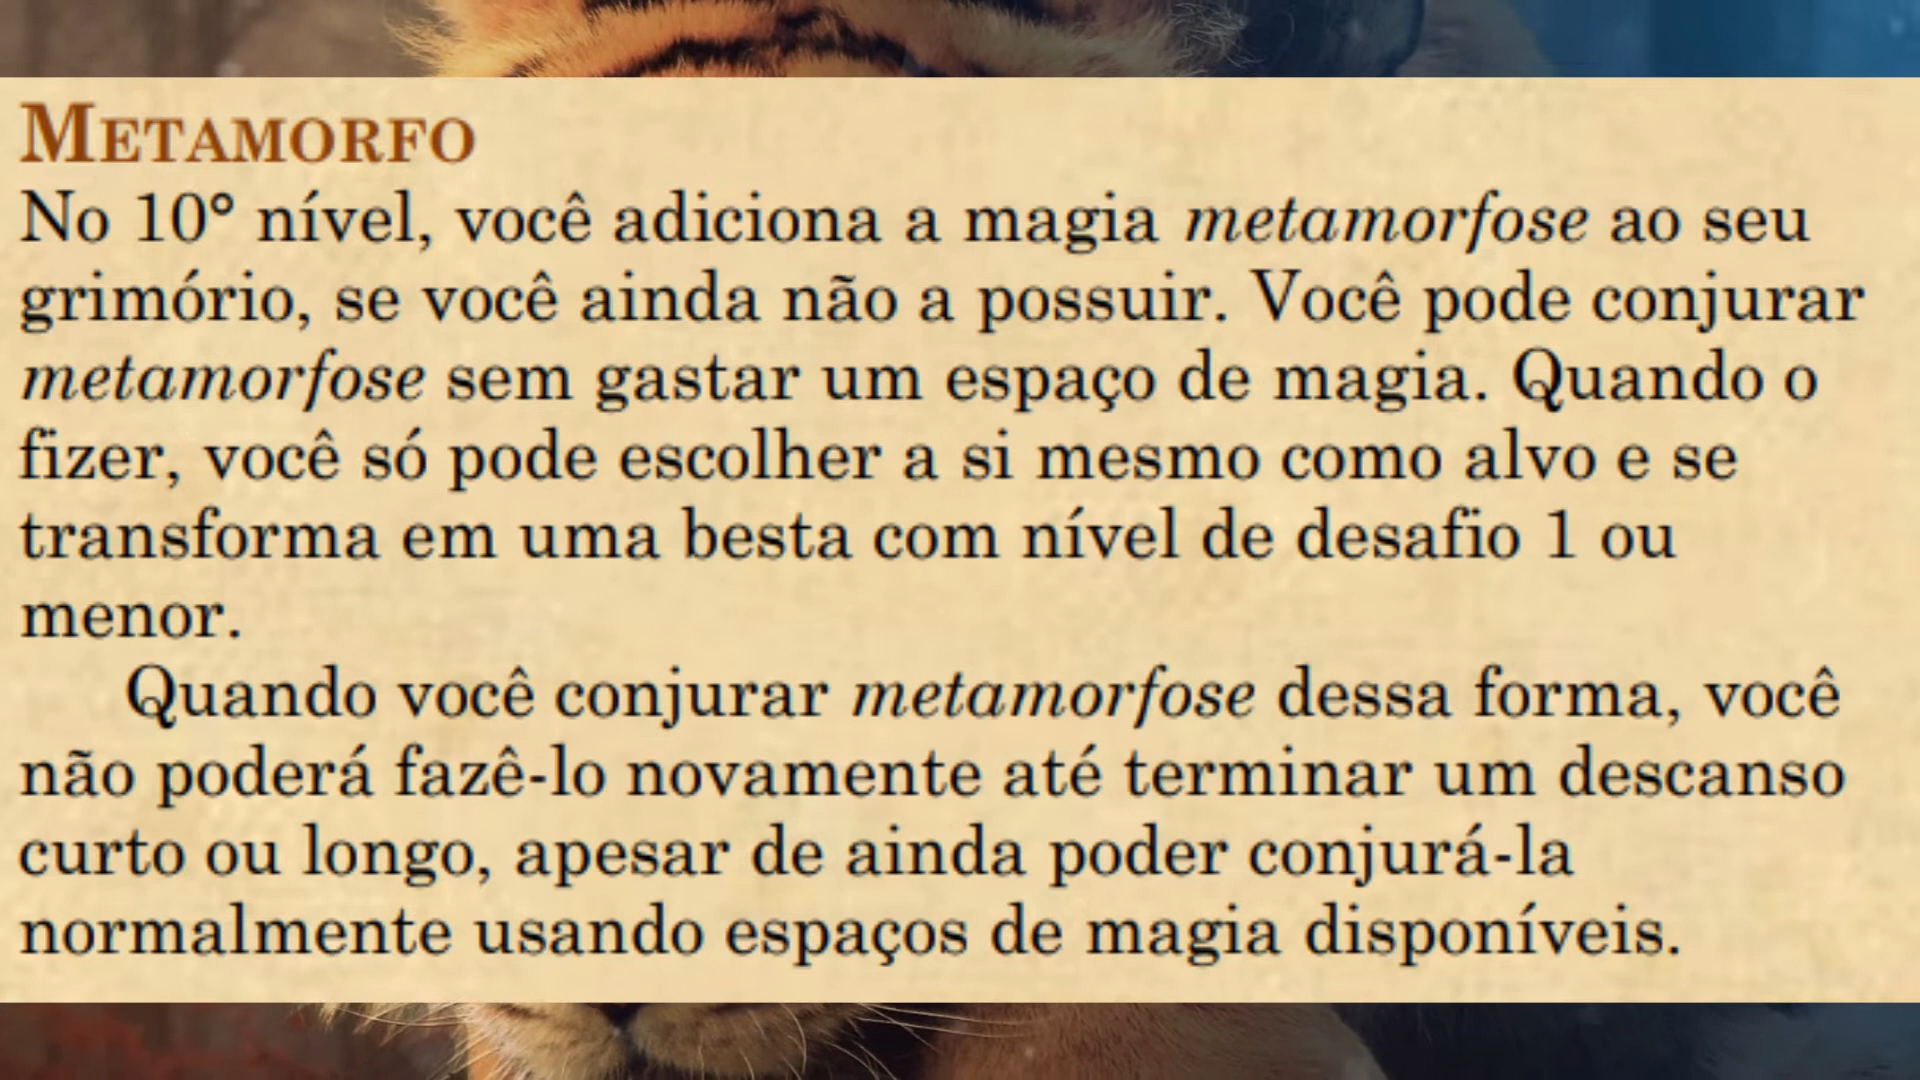 METAMORFO
No 10° nível, você adiciona a magia metamorfose ao seu
grimório, se você ainda não a possuir. Você pode conjurar
metamorfose sem gastar um espaço de magia. Quando o
fizer, você só pode escolher a si mesmo como alvo e se
transforma em uma besta com nível de desafio 1 ou
menor.
Quando você conjurar metamorfose dessa forma, você
não poderá fazê-lo novamente até terminar um descanso
curto ou longo, apesar de ainda poder conjurá-la
normalmente usando espaços de magia disponíveis.